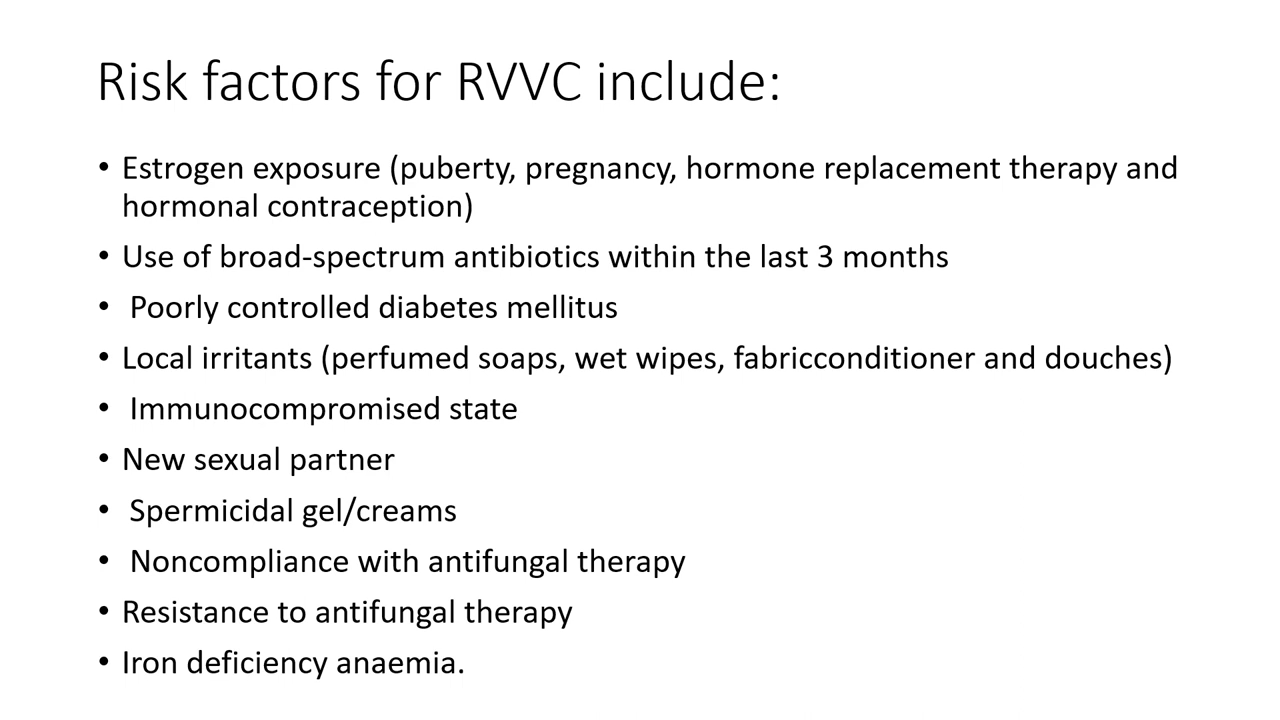 Risk factors for RVVC include:
• Estrogen exposure (puberty, pregnancy, hormone replacement therapy and
hormonal contraception)
• Use of broad-spectrum antibiotics within the last 3 months
• Poorly controlled diabetes mellitus
• Local irritants (perfumed soaps, wet wipes, fabricconditioner and douches)
• Immunocompromised state
• New sexual partner
• Spermicidal gel/creams
• Noncompliance with antifungal therapy
• Resistance to antifungal therapy
• Iron deficiency anaemia.